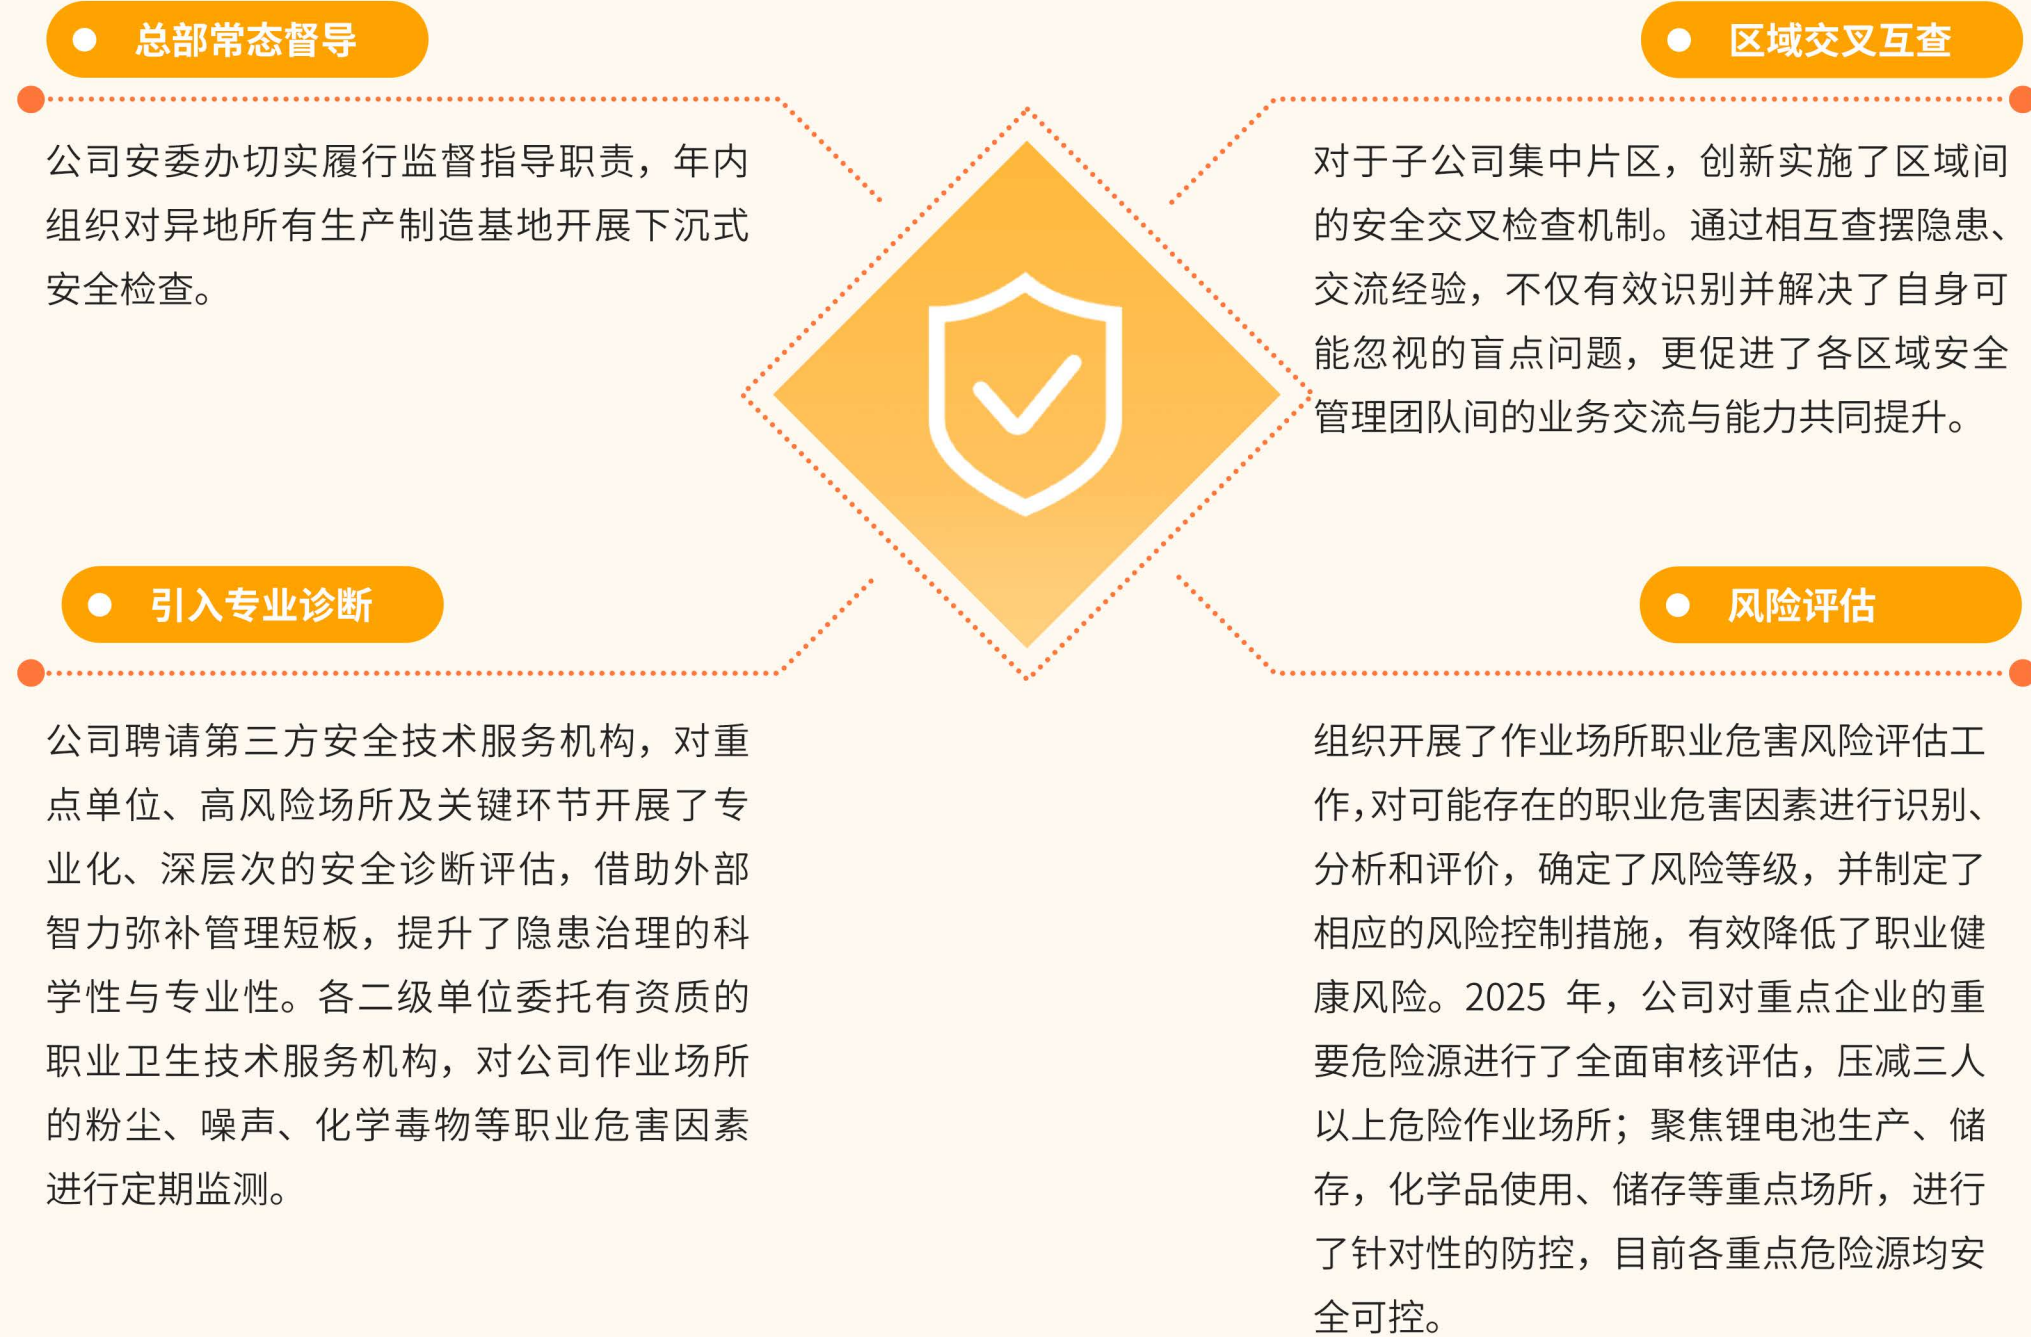 总部常态督导
公司安委办切实履行监督指导职责，年内
组织对异地所有生产制造基地开展下沉式
安全检查。
区域交叉互查
对于子公司集中片区，创新实施了区域间
的安全交叉检查机制。通过相互查摆隐患、
交流经验，不仅有效识别并解决了自身可
能忽视的盲点问题，更促进了各区域安全
管理团队间的业务交流与能力共同提升。
引入专业诊断
公司聘请第三方安全技术服务机构，对重
点单位、高风险场所及关键环节开展了专
业化、深层次的安全诊断评估，借助外部
智力弥补管理短板，提升了隐患治理的科
学性与专业性。各二级单位委托有资质的
职业卫生技术服务机构，对公司作业场所
的粉尘、噪声、化学毒物等职业危害因素
进行定期监测。
风险评估
组织开展了作业场所职业危害风险评估工
作，对可能存在的职业危害因素进行识别、
分析和评价，确定了风险等级，并制定了
相应的风险控制措施，有效降低了职业健
康风险。2025 年，公司对重点企业的重
要危险源进行了全面审核评估，压减三人
以上危险作业场所；聚焦锂电池生产、储
存，化学品使用、储存等重点场所，进行
了针对性的防控，目前各重点危险源均安
全可控。